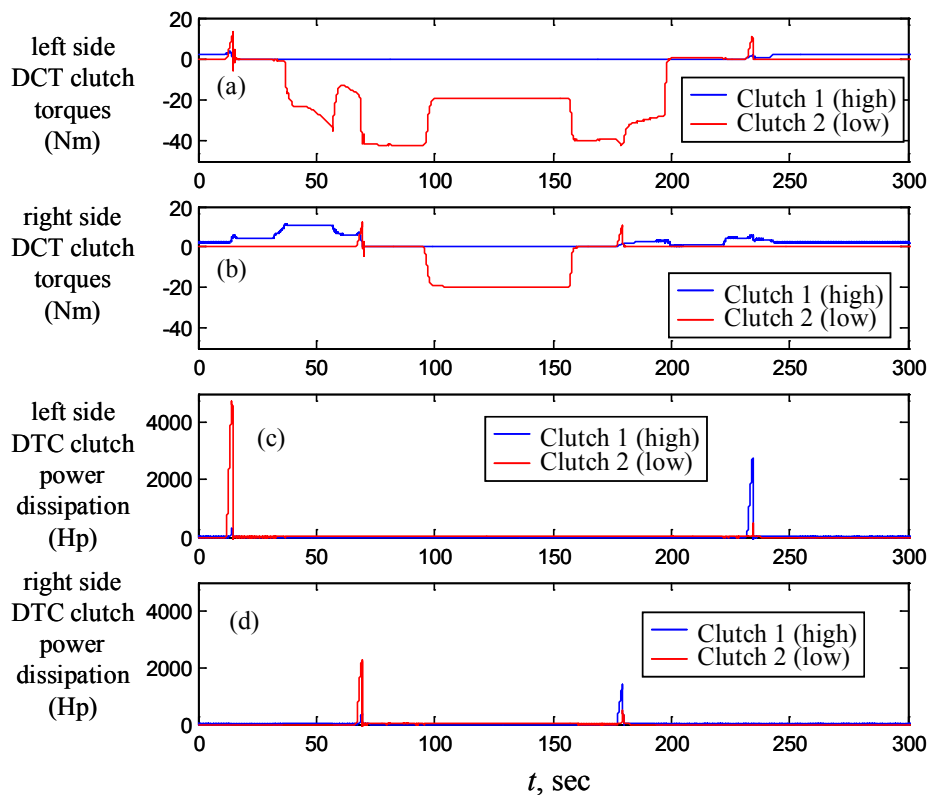 left side
DCT clutch
torques
(Nm)
20
0
-20
-40
(a)
Clutch 1 (high)
Clutch 2 (low)
0 50 100 150 200 250 300
right side
DCT clutch
torques
(Nm)
20
0
-20
-40
(b)
Clutch 1 (high)
Clutch 2 (low)
0 50 100 150 200 250 300
left side
DTC clutch
power
dissipation
(Hp)
4000
2000
0
(c)
Clutch 1 (high)
Clutch 2 (low)
0 50 100 150 200 250 300
right side
DTC clutch
power
dissipation
(Hp)
4000
2000
0
(d)
Clutch 1 (high)
Clutch 2 (low)
0 50 100 150 200 250 300
t, sec